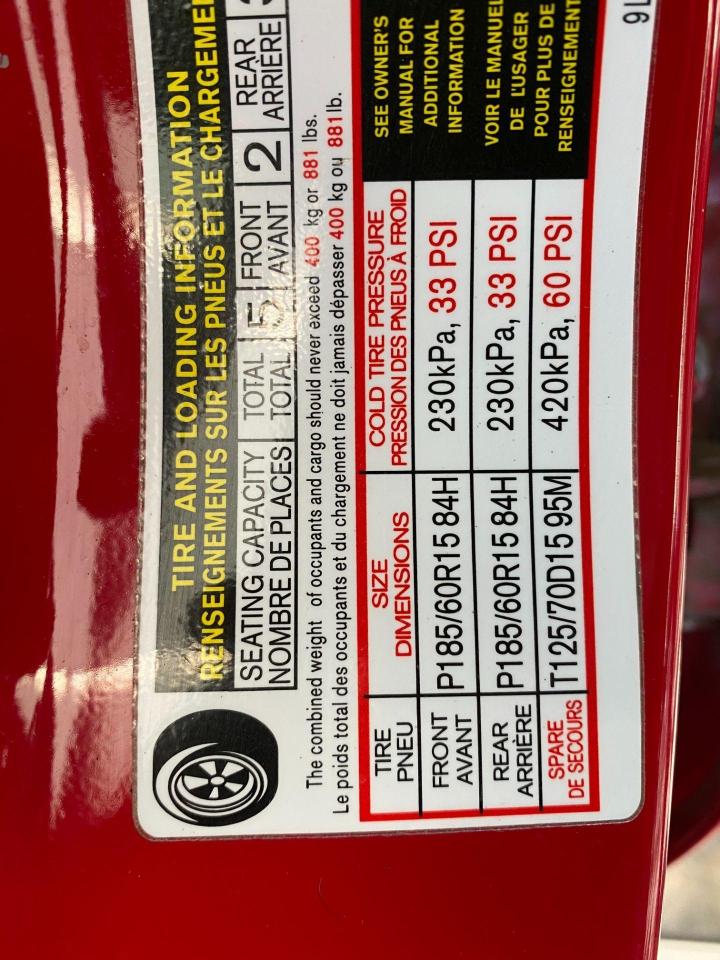 TIRE AND LOADING INFORMATION
RENSEIGNEMENTS SUR LES PNEUS ET LE
SEATING CAPACITY TOTAL 5 FRONT 2 REAR
NOMBRE DE PLACES TOTAL AVANT ARRIÈRE
The combined weight of occupants and cargo should never exceed 400 kg or 881 lbs.
Le poids total des occupants et du chargement ne doit jamais dépasser 400 kg ou 881 lb.
TIRE SIZE COLD TIRE PRESSURE
PNEU DIMENSIONS PRESSION DES PNEUS À FROID
FRONT P185/60R15 84H 230kPa, 33 PSI
AVANT
REAR P185/60R15 84H 230kPa, 33 PSI
ARRIÈRE
SPARE T125/70D15 95M 420kPa, 60 PSI
DE SECOURS
SEE OWNER'S
MANUAL FOR
ADDITIONAL
INFORMATION
VOIR LE MANUEL
DE L'USAGER
POUR PLUS DE
RENSEIGNEMENT
9L